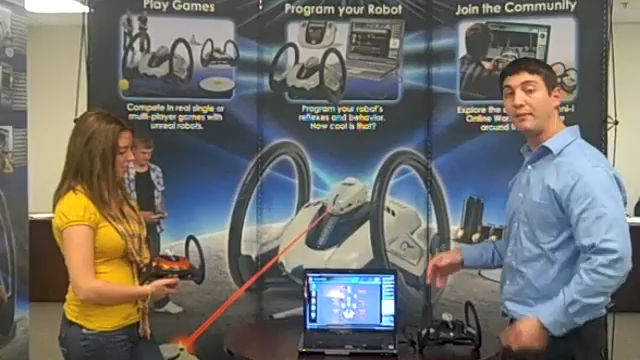 Play Games
Program your Robot
Join the Community
Compete in real single or
multi-player games with
unreal robots.
Program your robot's
reflexes and behavior.
How cool is that?
Explore the
Online
around